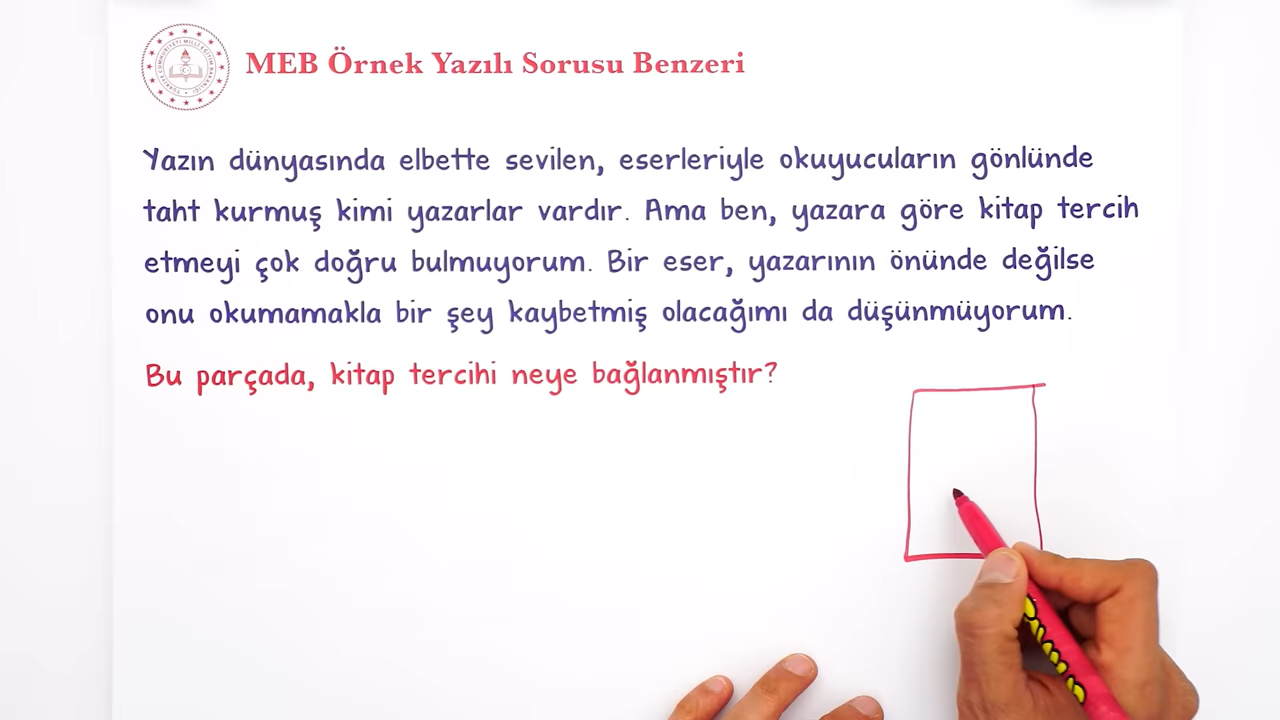 MEB Örnek Yazılı Sorusu Benzeri
Yazın dünyasında elbette sevilen, eserleriyle okuyucuların gönlünde
taht kurmuş kimi yazarlar vardır. Ama ben, yazara göre kitap tercih
etmeyi çok doğru bulmuyorum. Bir eser, yazarının önünde değilse
onu okumamakla bir şey kaybetmiş olacağımı da düşünmüyorum.
Bu parçada, kitap tercihi neye bağlanmıştır?